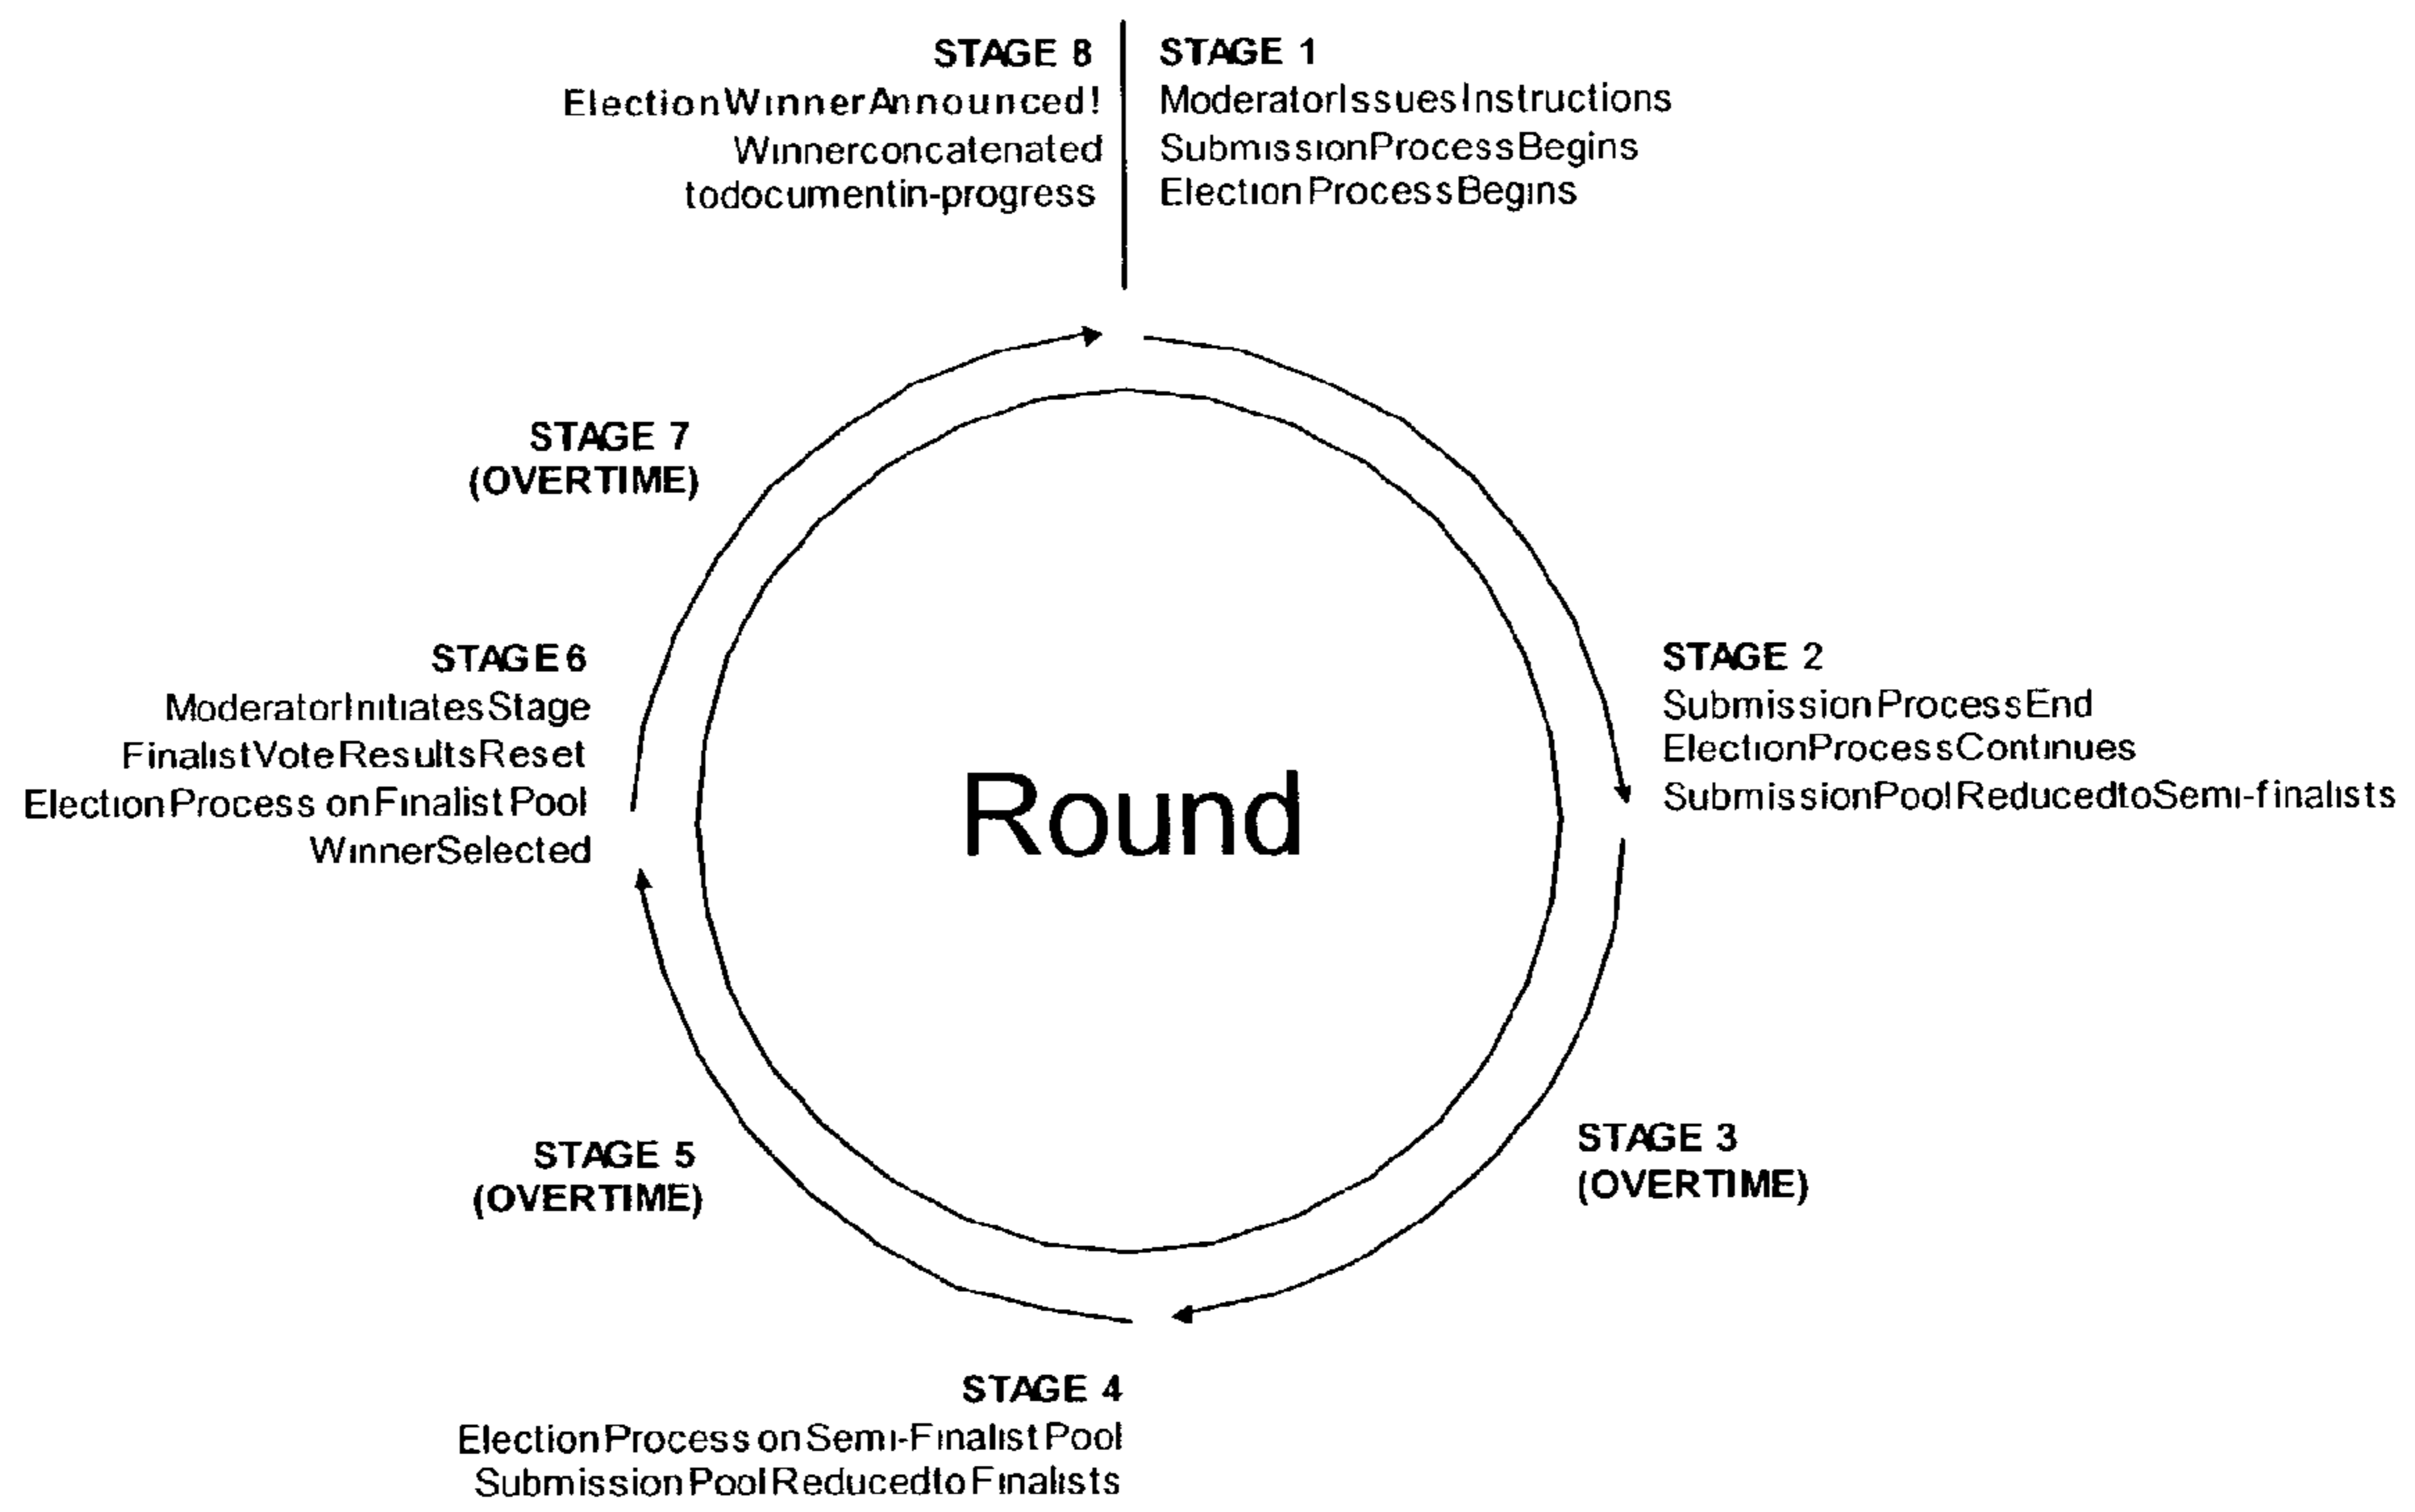 STAGE 8
Election Winner Announced!
Winner concatenated
to document in-progress
STAGE 1
Moderator Issues Instructions
Submission Process Begins
Election Process Begins
STAGE 7
(OVERTIME)
STAGE 6
Moderator Initiates Stage
Finalist Vote Results Reset
Election Process on Finalist Pool
Winner Selected
Round
STAGE 2
Submission Process End
Election Process Continues
Submission Pool Reduced to Semi-finalists
STAGE 3
(OVERTIME)
STAGE 5
(OVERTIME)
STAGE 4
Election Process on Semi-Finalist Pool
Submission Pool Reduced to Finalists